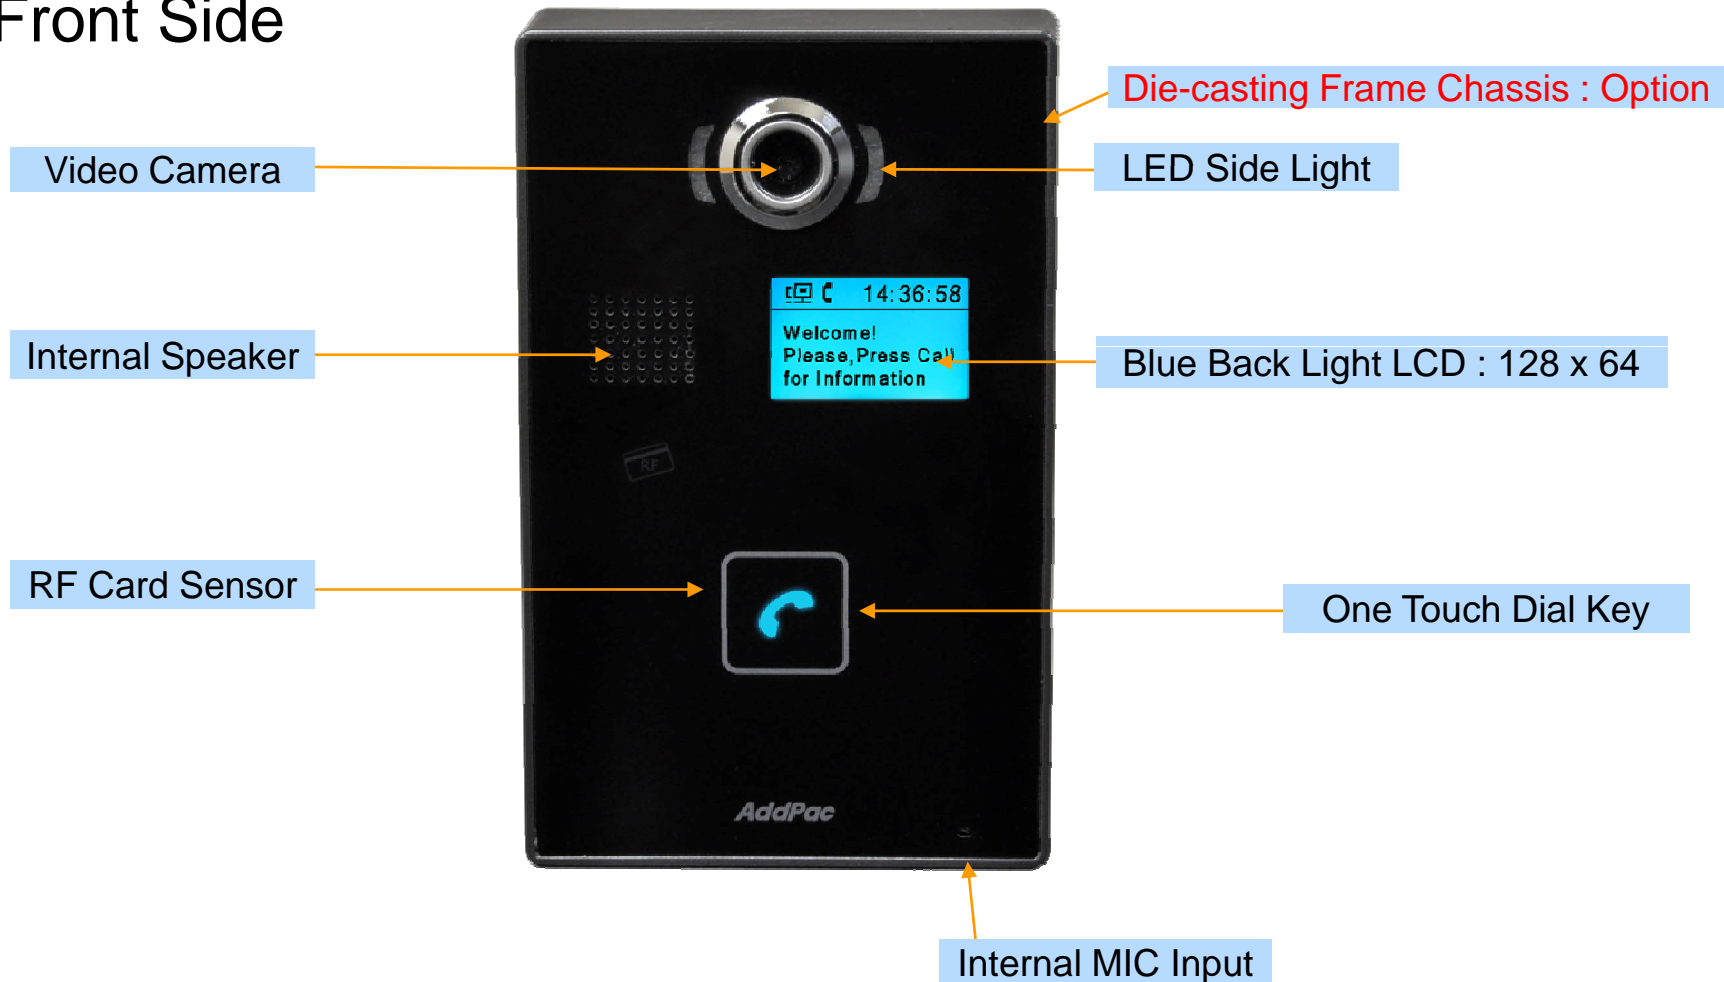 Front Side
Die-casting Frame Chassis : Option
Video Camera
LED Side Light
14:36:58
Welcome!
Please,Press Call
for Information
Internal Speaker
Blue Back Light LCD : 128 x 64
RF
RF Card Sensor
One Touch Dial Key
AddPac
Internal MIC Input